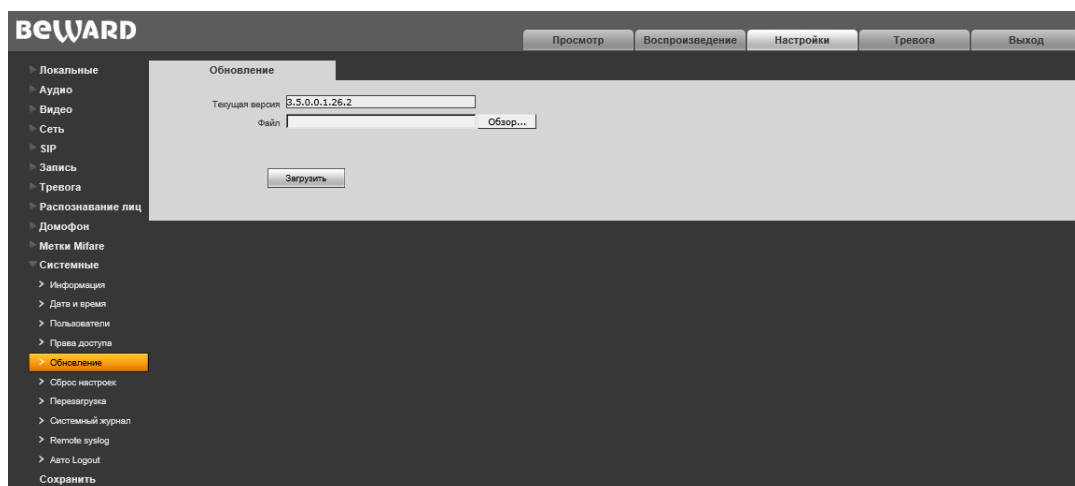 BEWARD
Просмотр Воспроизведение Настройки Тревога Выход
Локальные
Аудио
Видео
Сеть
SIP
Запись
Тревога
Распознавание лиц
Домофон
Метки Mifare
Системные
Информация
Дата и время
Пользователи
Права доступа
Обновление
Сброс настроек
Перезагрузка
Системный журнал
Remote syslog
Авто Logout
Сохранить
Обновление
Текущая версия 3.5.0.0.1.26.2
Файл Обзор...
Загрузить